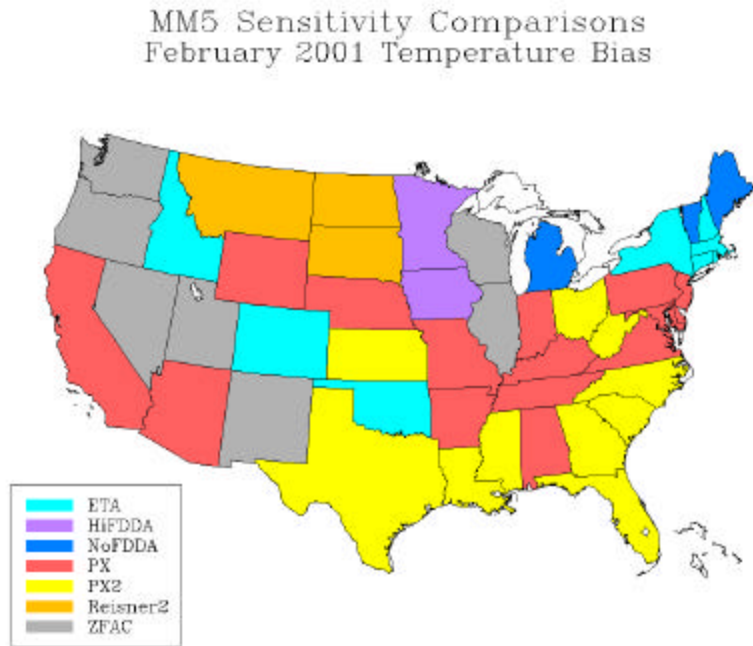 MM5 Sensitivity Comparisons
February 2001 Temperature Bias
ETA
HiFDDA
NoFDDA
PX
PX2
Reisner2
ZFAC